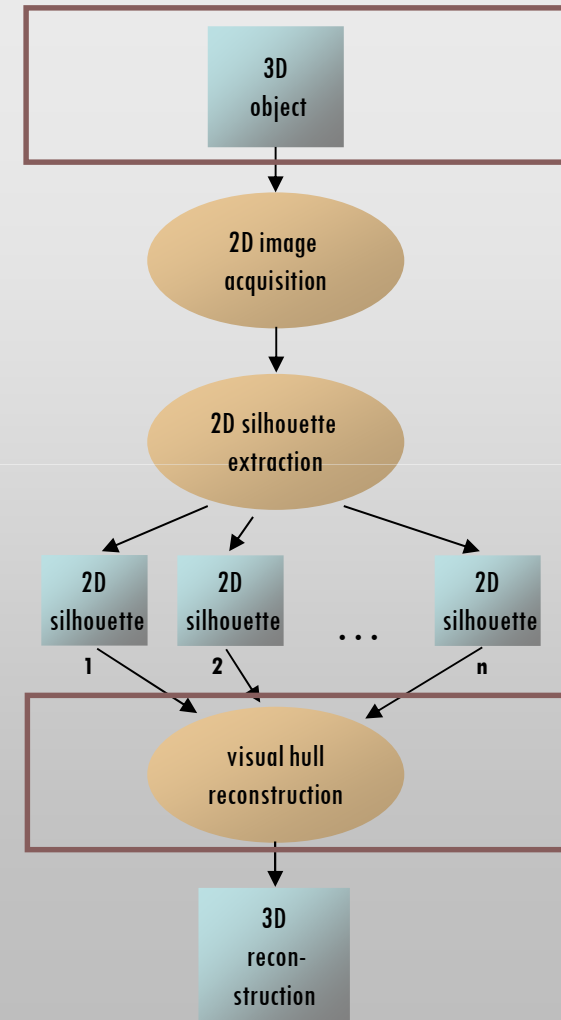 3D
object
2D image
acquisition
2D silhouette
extraction
2D
silhouette
1
2D
silhouette
2
...
2D
silhouette
n
visual hull
reconstruction
3D
recon-
struction